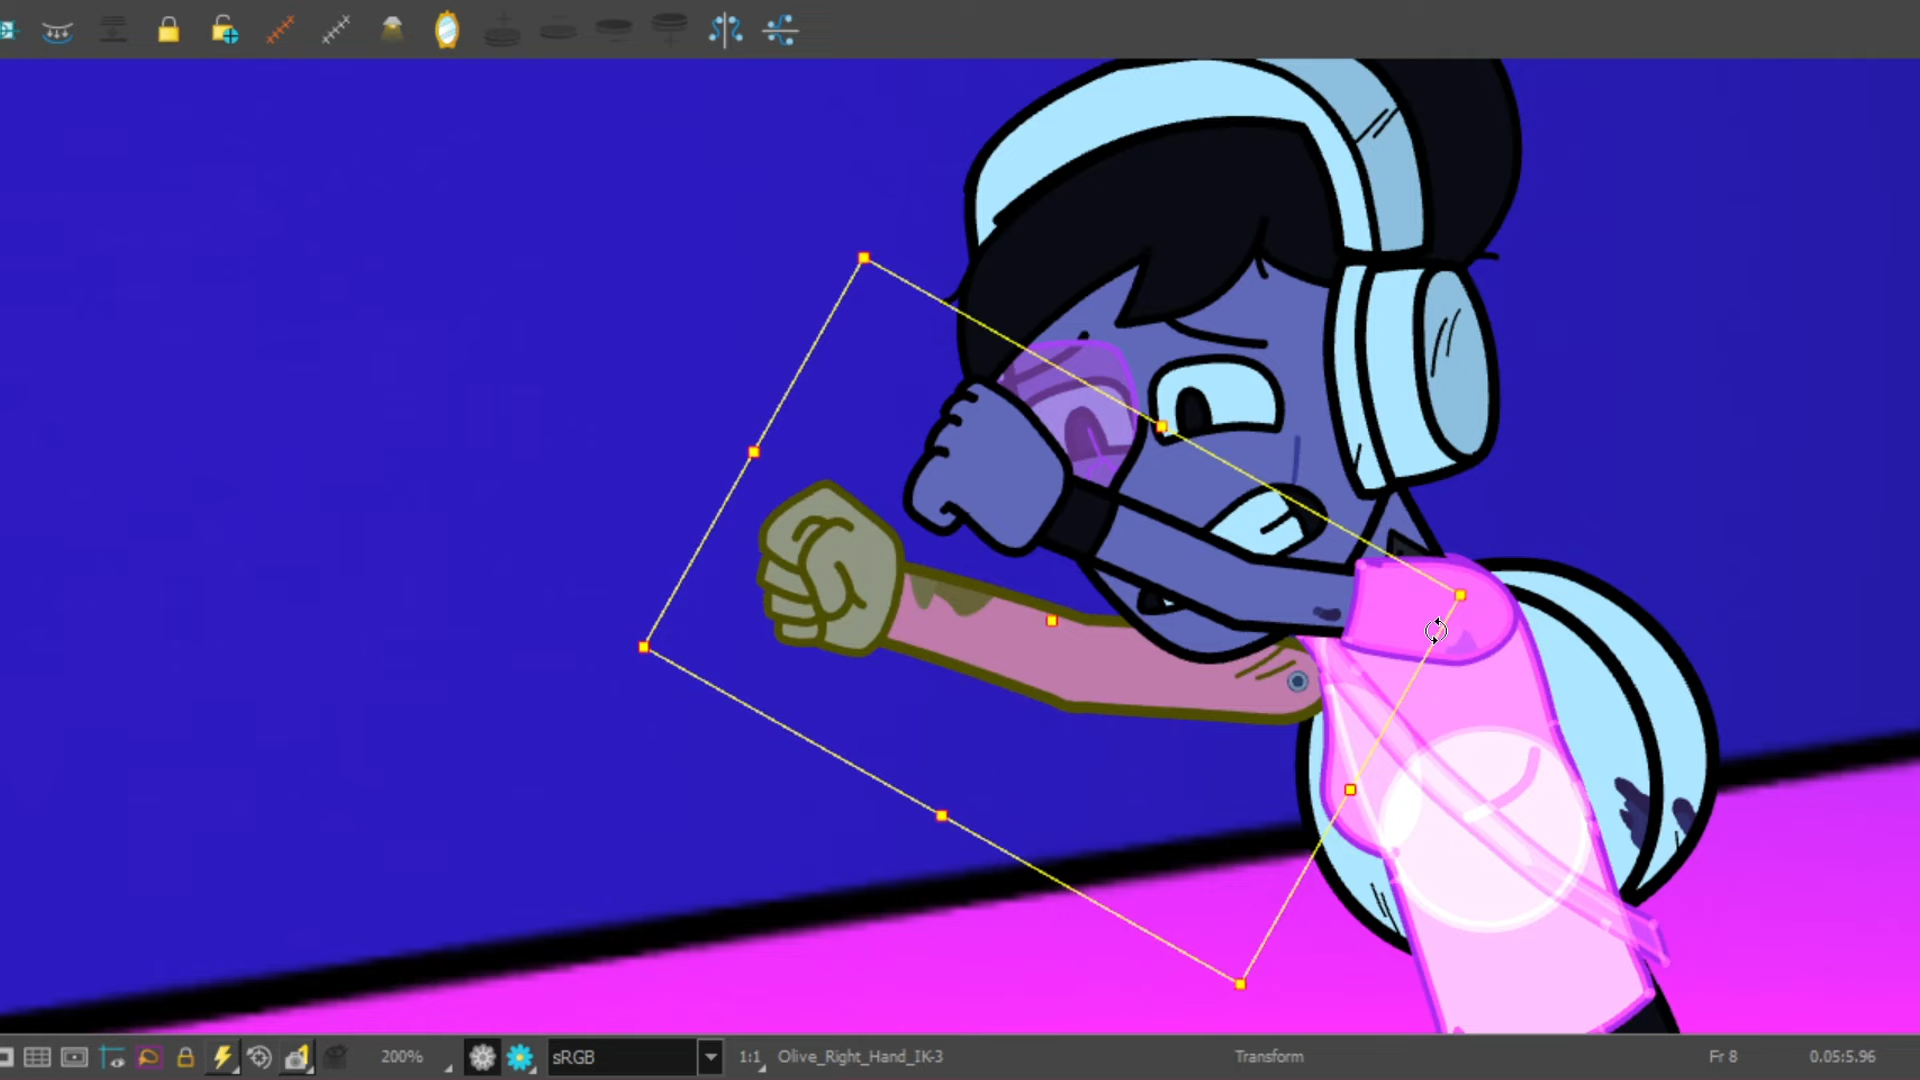 200%
sRGB
1:1
Olive_Right_Hand_IK-3
Transform
Fr 8
0.05:5.96